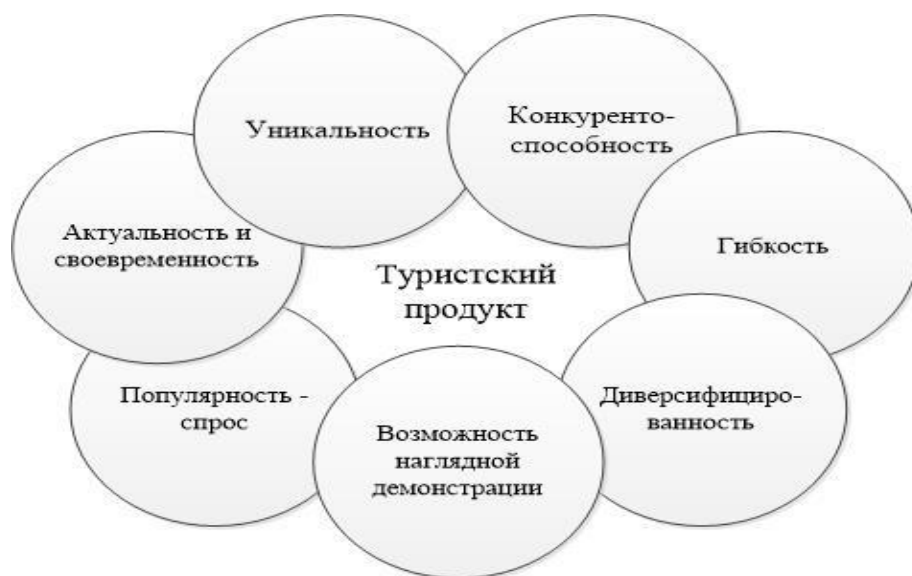 Уникальность
Конкуренто-
способность
Актуальность и
своевременность
Гибкость
Туристский
продукт
Популярность -
спрос
Диверсифициро-
ванность
Возможность
наглядной
демонстрации